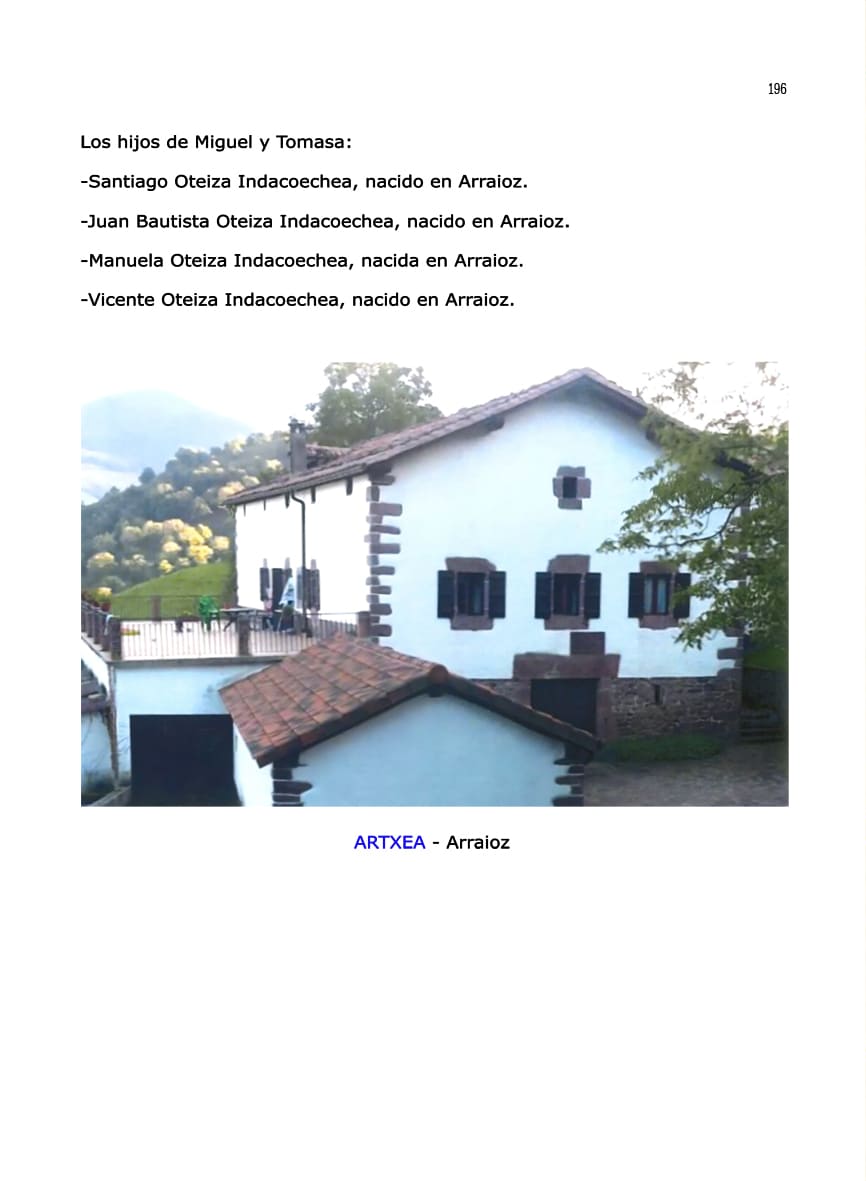 196
Los hijos de Miguel y Tomasa:
-Santiago Oteiza Indacoechea, nacido en Arraioz.
-Juan Bautista Oteiza Indacoechea, nacido en Arraioz.
-Manuela Oteiza Indacoechea, nacida en Arraioz.
-Vicente Oteiza Indacoechea, nacido en Arraioz.
ARTXEA - Arraioz